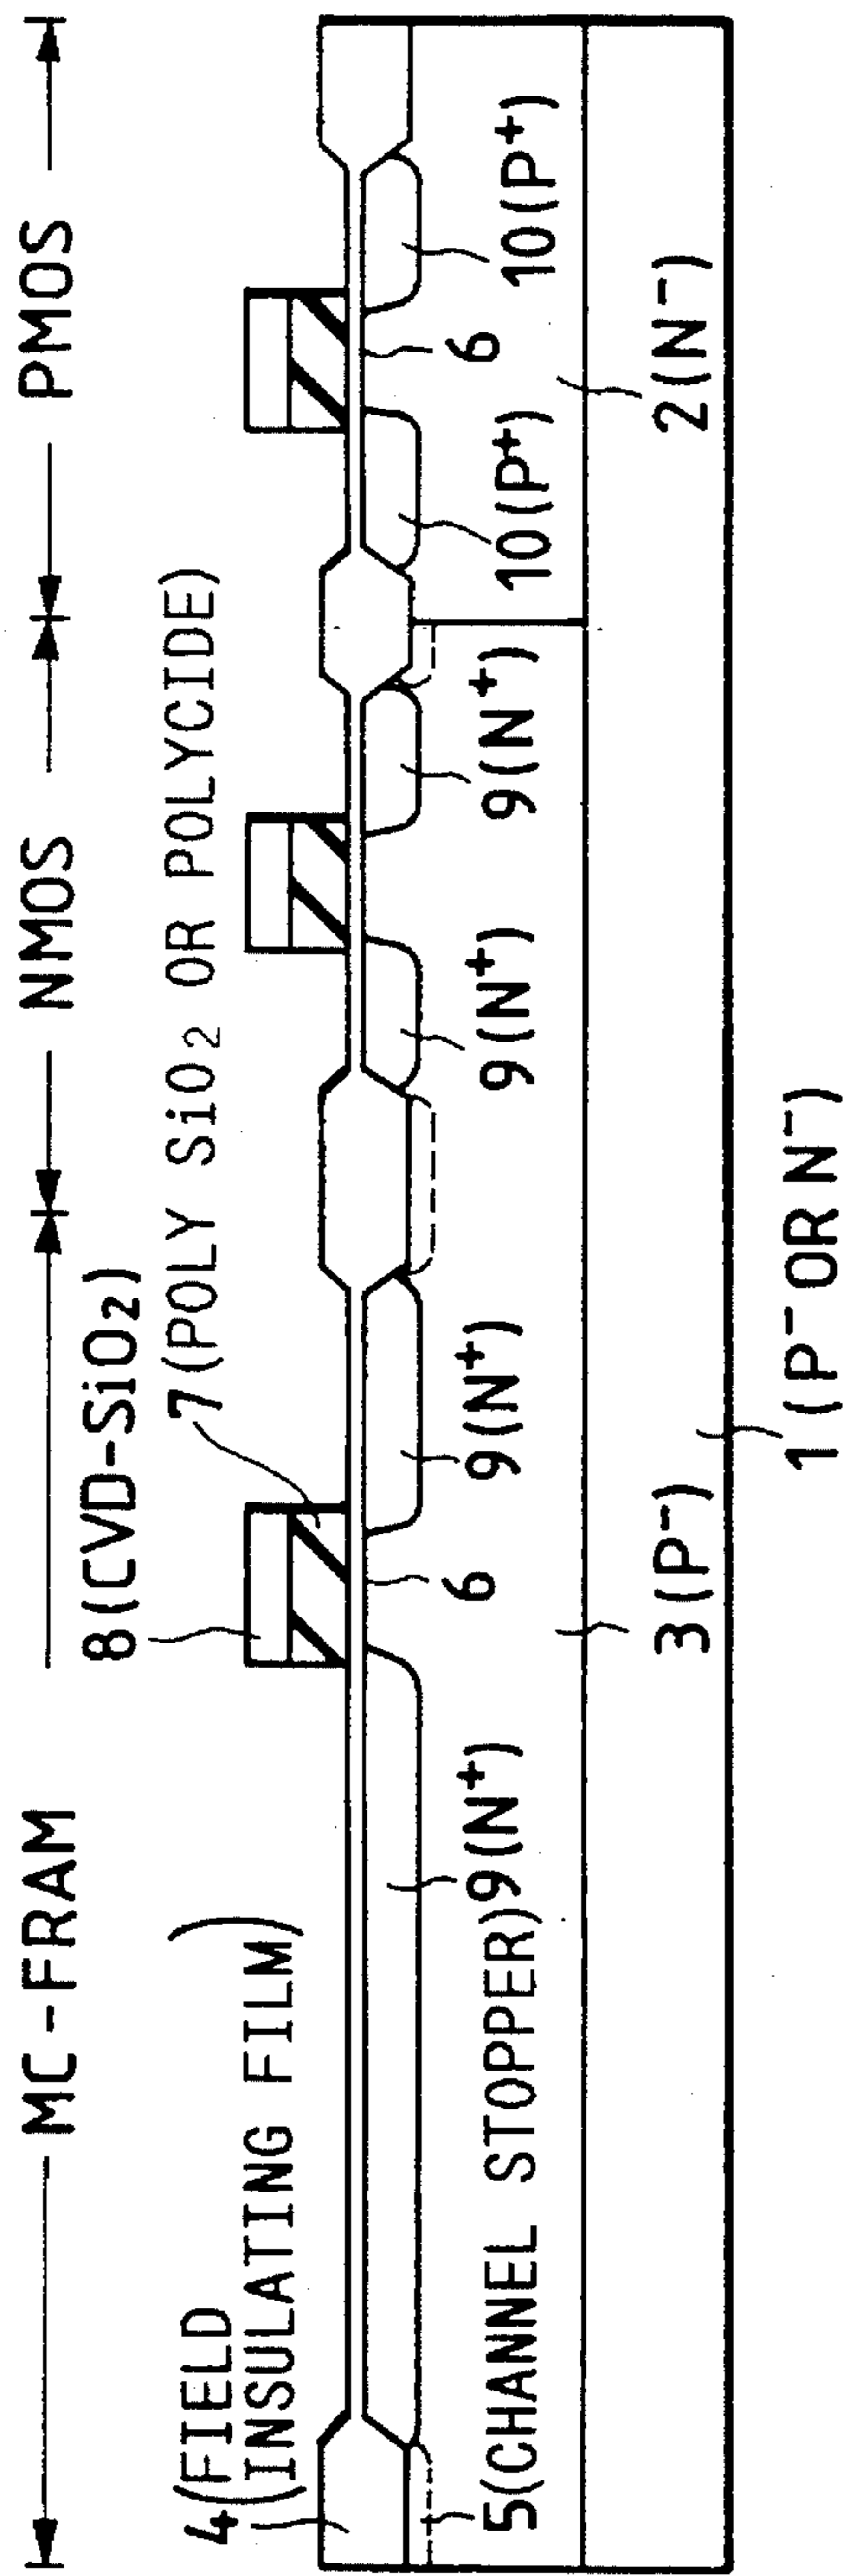 MC-FRAM
NMOS
PMOS
8(CVD-SiO₂)
7(POLY SiO₂ OR POLYCIDE)
4(FIELD
INSULATING FILM)
6
6
9(N⁺)
9(N⁺)
9(N⁺)
9(N⁺)
10(P⁺)
10(P⁺)
5(CHANNEL STOPPER)
3(P⁻)
2(N⁻)
1(P⁻ OR N⁻)